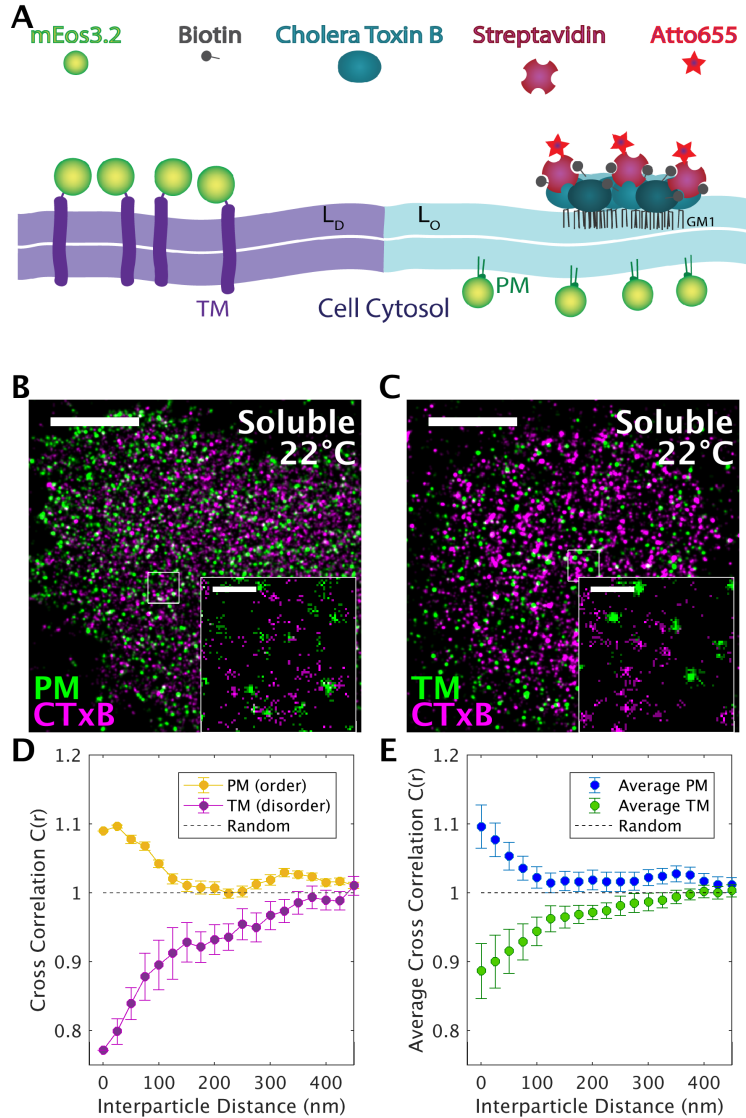 A
mEos3.2 Biotin Cholera Toxin B Streptavidin Atto655
L_D L_O GM1
TM Cell Cytosol PM
B
Soluble
22°C
PM
CTxB
C
Soluble
22°C
TM
CTxB
D
1.2
1.1
1
0.9
0.8
Cross Correlation C(r)
PM (order)
TM (disorder)
Random
0 100 200 300 400
Interparticle Distance (nm)
E
1.2
1.1
1
0.9
0.8
Average Cross Correlation C(r)
Average PM
Average TM
Random
0 100 200 300 400
Interparticle Distance (nm)